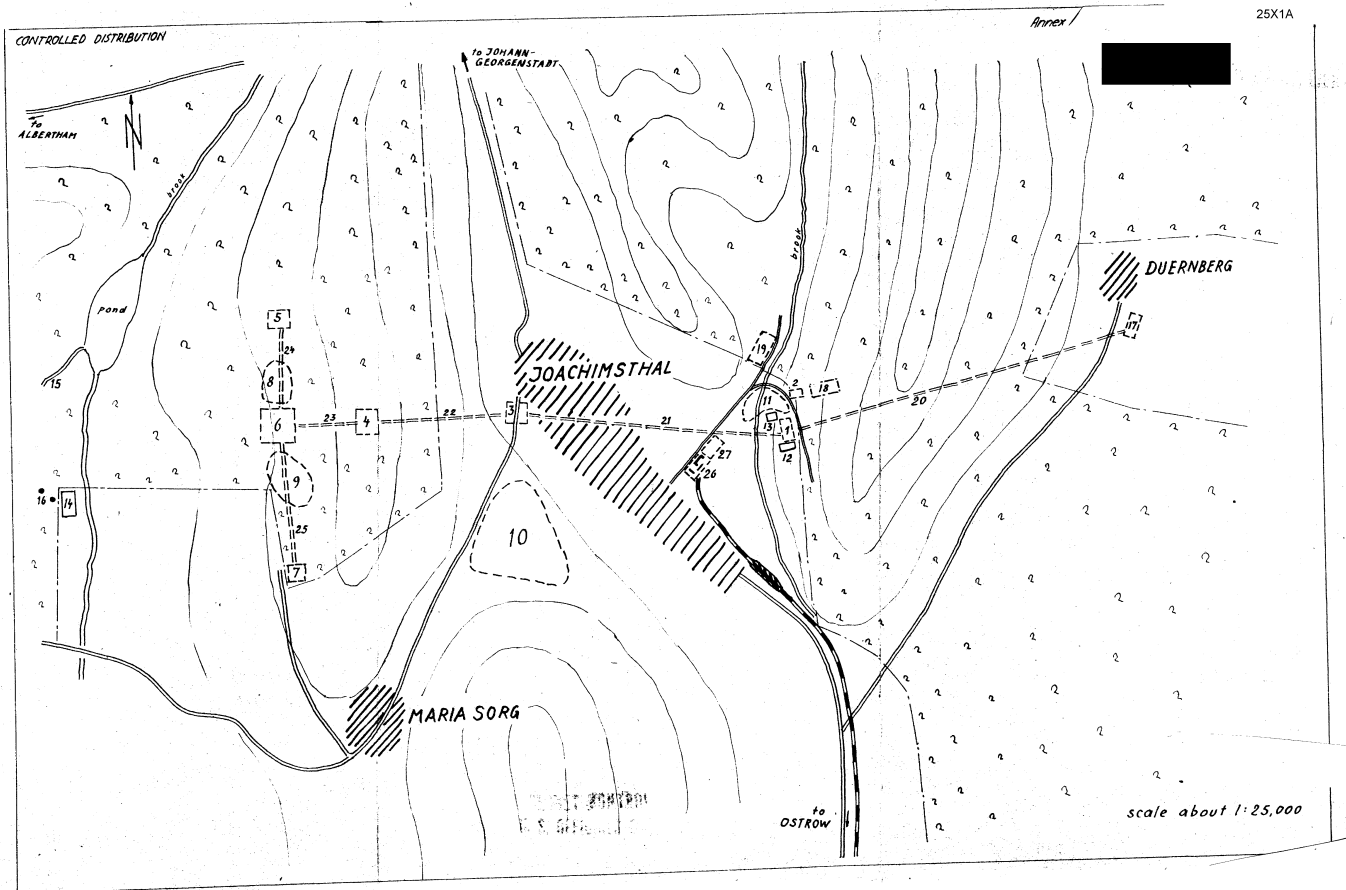 25X1A
Annex 1
CONTROLLED DISTRIBUTION
to JOHANN-
GEORGENSTADT
to
ALBERTHAM
N
brook
brook
DUERNBERG
pond
5
17
24
19
JOACHIMSTHAL
15
8
2
18
20
11
3
6
23
4
22
21
13
1
12
27
26
9
16
14
25
10
7
MARIA SORG
to
OSTROW
scale about 1:25,000